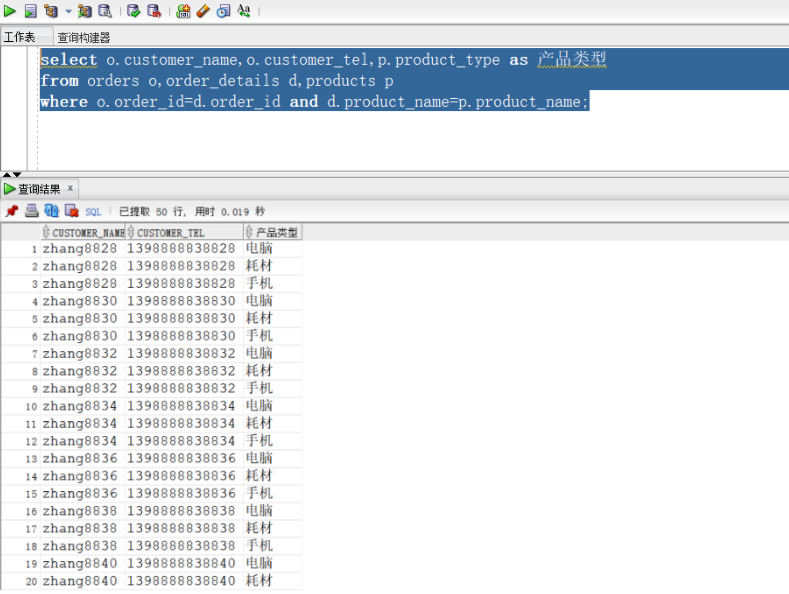 工作表 查询构建器
select o.customer_name,o.customer_tel,p.product_type as 产品类型
from orders o,order_details d,products p
where o.order_id=d.order_id and d.product_name=p.product_name;
查询结果 x
SQL | 已提取 50 行, 用时 0.019 秒
CUSTOMER_NAME CUSTOMER_TEL 产品类型
1 zhang8828 1398888838828 电脑
2 zhang8828 1398888838828 耗材
3 zhang8828 1398888838828 手机
4 zhang8830 1398888838830 电脑
5 zhang8830 1398888838830 耗材
6 zhang8830 1398888838830 手机
7 zhang8832 1398888838832 电脑
8 zhang8832 1398888838832 耗材
9 zhang8832 1398888838832 手机
10 zhang8834 1398888838834 电脑
11 zhang8834 1398888838834 耗材
12 zhang8834 1398888838834 手机
13 zhang8836 1398888838836 电脑
14 zhang8836 1398888838836 耗材
15 zhang8836 1398888838836 手机
16 zhang8838 1398888838838 电脑
17 zhang8838 1398888838838 耗材
18 zhang8838 1398888838838 手机
19 zhang8840 1398888838840 电脑
20 zhang8840 1398888838840 耗材